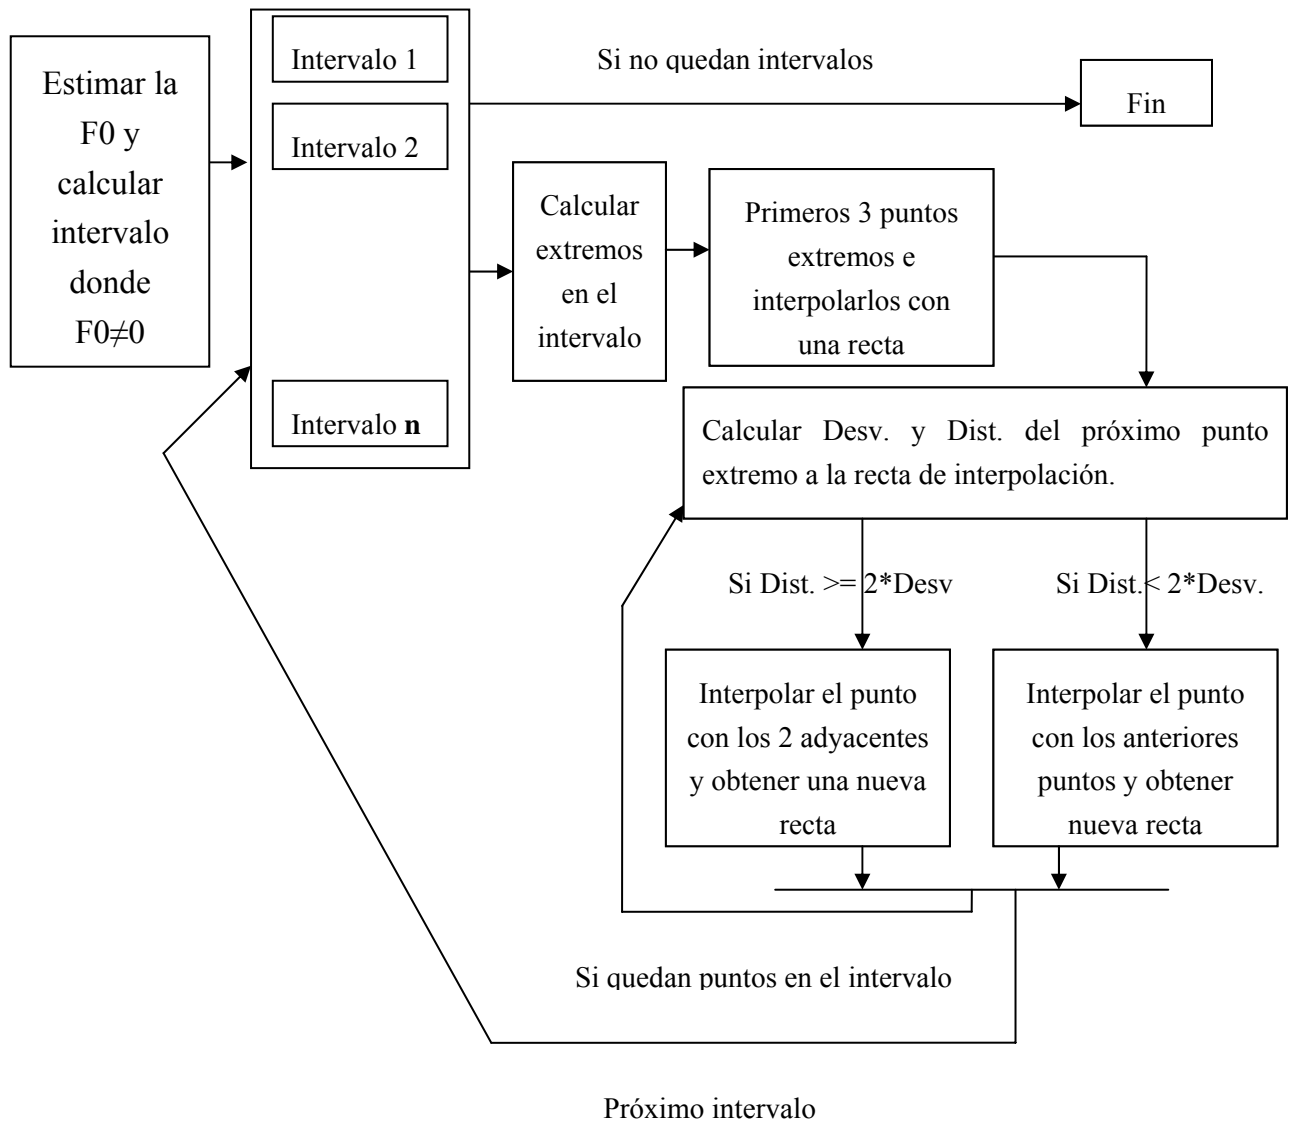 Estimar la
F0 y
calcular
intervalo
donde
F0≠0
Intervalo 1
Intervalo 2
Intervalo n
Si no quedan intervalos
Fin
Calcular
extremos
en el
intervalo
Primeros 3 puntos
extremos e
interpolarlos con
una recta
Calcular Desv. y Dist. del próximo punto
extremo a la recta de interpolación.
Si Dist. >= 2*Desv
Si Dist.< 2*Desv.
Interpolar el punto
con los 2 adyacentes
y obtener una nueva
recta
Interpolar el punto
con los anteriores
puntos y obtener
nueva recta
Si quedan puntos en el intervalo
Próximo intervalo